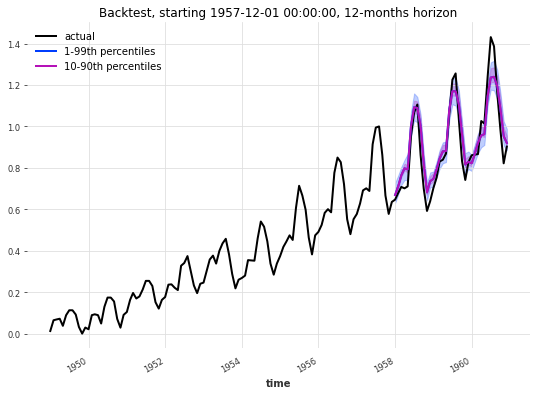 Backtest, starting 1957-12-01 00:00:00, 12-months horizon
actual
1-99th percentiles
10-90th percentiles
1.4
1.2
1.0
0.8
0.6
0.4
0.2
0.0
1950
1952
1954
1956
1958
1960
time